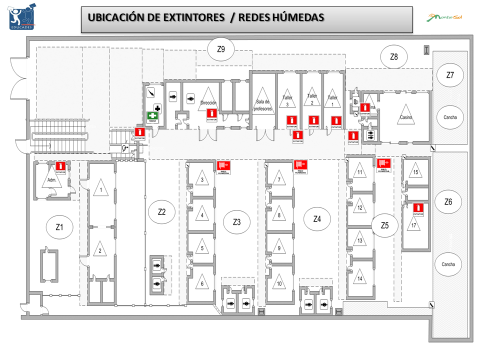 UBICACIÓN DE EXTINTORES / REDES HÚMEDAS
Z9
Z8
Z7
Dirección
Sala de profesores
Taller 3
Taller 2
Taller 1
Casino
Cancha
Adm.
1
2
Z1
Z2
3
4
5
6
Z3
7
8
9
10
Z4
11
12
13
14
Z5
15
17
Z6
Cancha